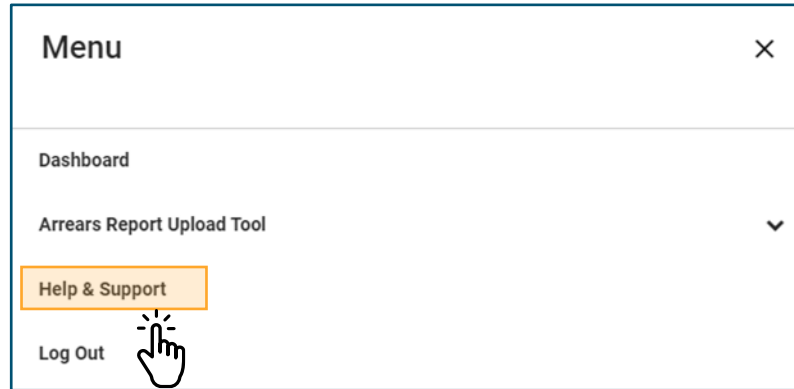 Menu
Dashboard
Arrears Report Upload Tool
Help & Support
Log Out